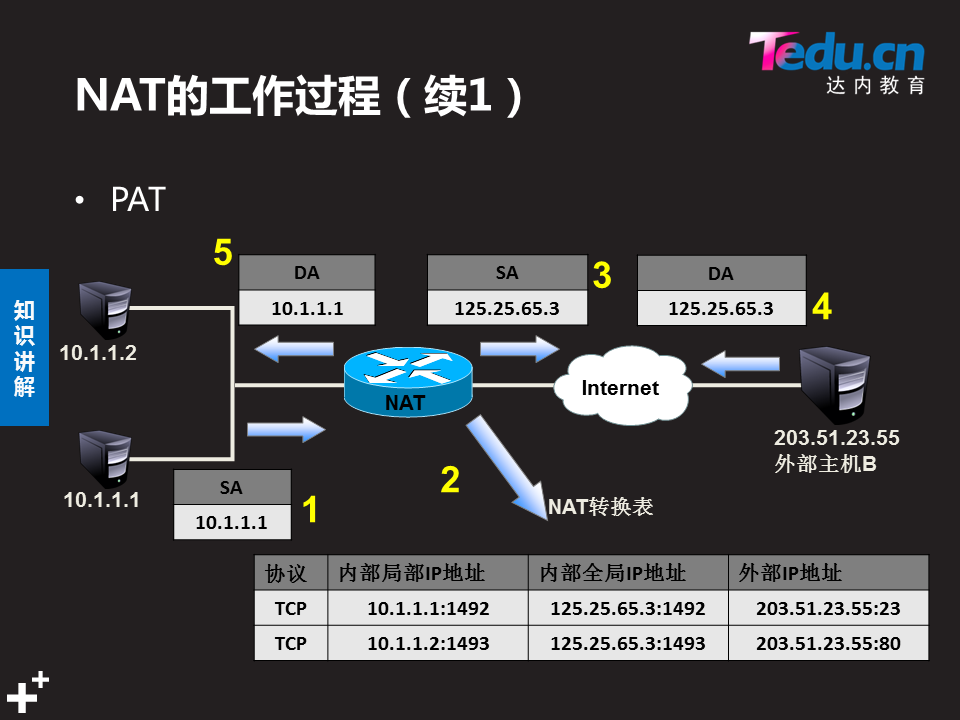 Tedu.cn
达内教育
NAT的工作过程（续1）
• PAT
知识讲解
5
DA
10.1.1.1
SA
125.25.65.3
3
DA
125.25.65.3
4
10.1.1.2
NAT
Internet
203.51.23.55
外部主机B
10.1.1.1
SA
10.1.1.1
1
2
NAT转换表
协议 内部局部IP地址 内部全局IP地址 外部IP地址
TCP 10.1.1.1:1492 125.25.65.3:1492 203.51.23.55:23
TCP 10.1.1.2:1493 125.25.65.3:1493 203.51.23.55:80